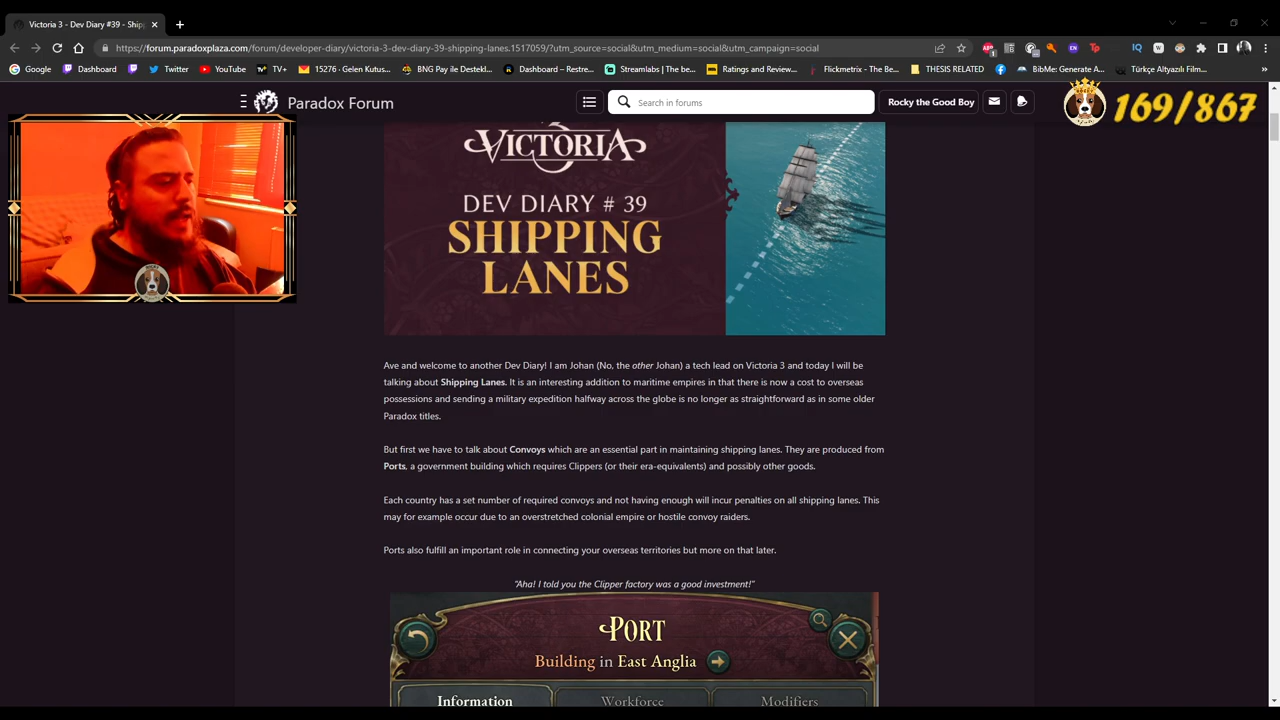 Victoria 3 - Dev Diary #39 - Ship
https://forum.paradoxplaza.com/forum/developer-diary/victoria-3-dev-diary-39-shipping-lanes.1517059/?utm_source=social&utm_medium=social&utm_campaign=social
Google Dashboard Twitter YouTube TV+ 15276 - Gelen Kutus... BNG Pay ile Destekl... Dashboard – Restre... Streamlabs | The be... Ratings and Review... Flickmetrix - The Be... THESIS RELATED BibMe: Generate A... Türkçe Altyazılı Film...
Paradox Forum Search in forums Rocky the Good Boy
169/867
VICTORIA
DEV DIARY # 39
SHIPPING
LANES
Ave and welcome to another Dev Diary! I am Johan (No, the other Johan) a tech lead on Victoria 3 and today I will be
talking about Shipping Lanes. It is an interesting addition to maritime empires in that there is now a cost to overseas
possessions and sending a military expedition halfway across the globe is no longer as straightforward as in some older
Paradox titles.
But first we have to talk about Convoys which are an essential part in maintaining shipping lanes. They are produced from
Ports, a government building which requires Clippers (or their era-equivalents) and possibly other goods.
Each country has a set number of required convoys and not having enough will incur penalties on all shipping lanes. This
may for example occur due to an overstretched colonial empire or hostile convoy raiders.
Ports also fulfill an important role in connecting your overseas territories but more on that later.
"Aha! I told you the Clipper factory was a good investment!"
PORT
Building in East Anglia
Information Workforce Modifiers